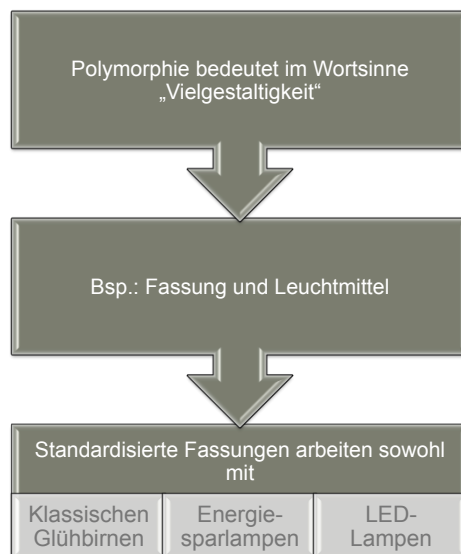 Polymorphie bedeutet im Wortsinne
„Vielgestaltigkeit“
Bsp.: Fassung und Leuchtmittel
Standardisierte Fassungen arbeiten sowohl
mit
Klassischen
Glühbirnen
Energie-
sparlampen
LED-
Lampen